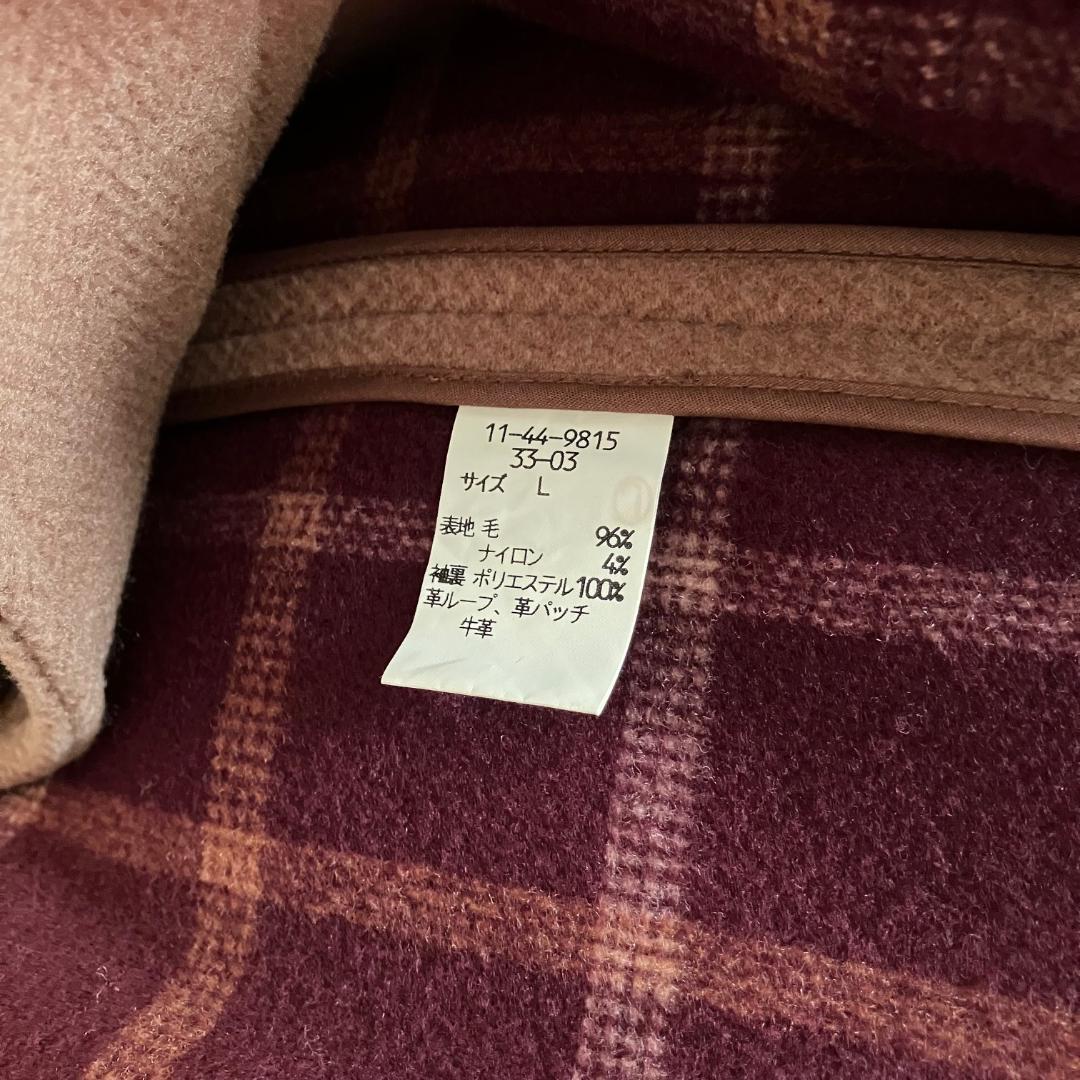 11-44-9815
33-03
サイズ L
表地 毛 96%
ナイロン 4%
袖裏 ポリエステル 100%
革ループ、革パッチ
牛革